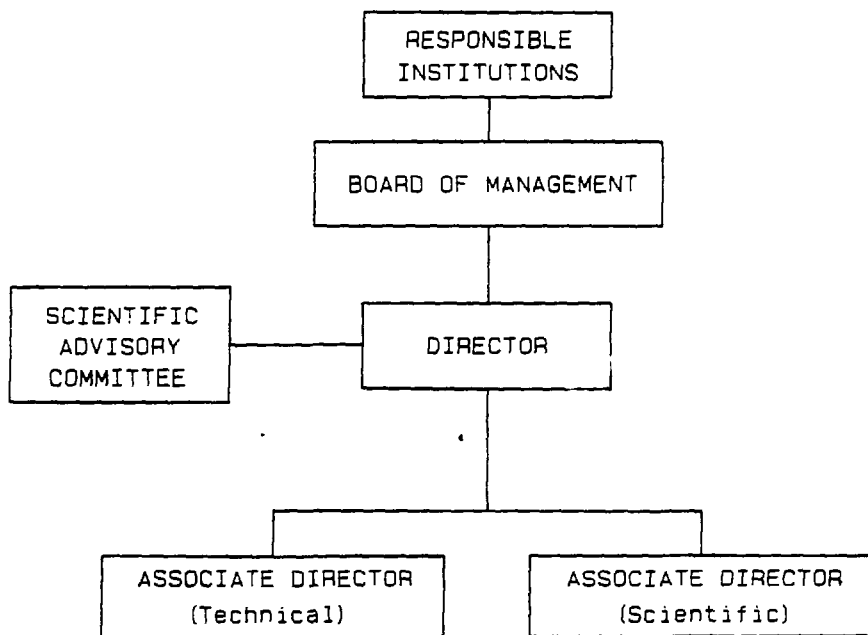 RESPONSIBLE
INSTITUTIONS
BOARD OF MANAGEMENT
SCIENTIFIC
ADVISORY
COMMITTEE
DIRECTOR
ASSOCIATE DIRECTOR
(Technical)
ASSOCIATE DIRECTOR
(Scientific)